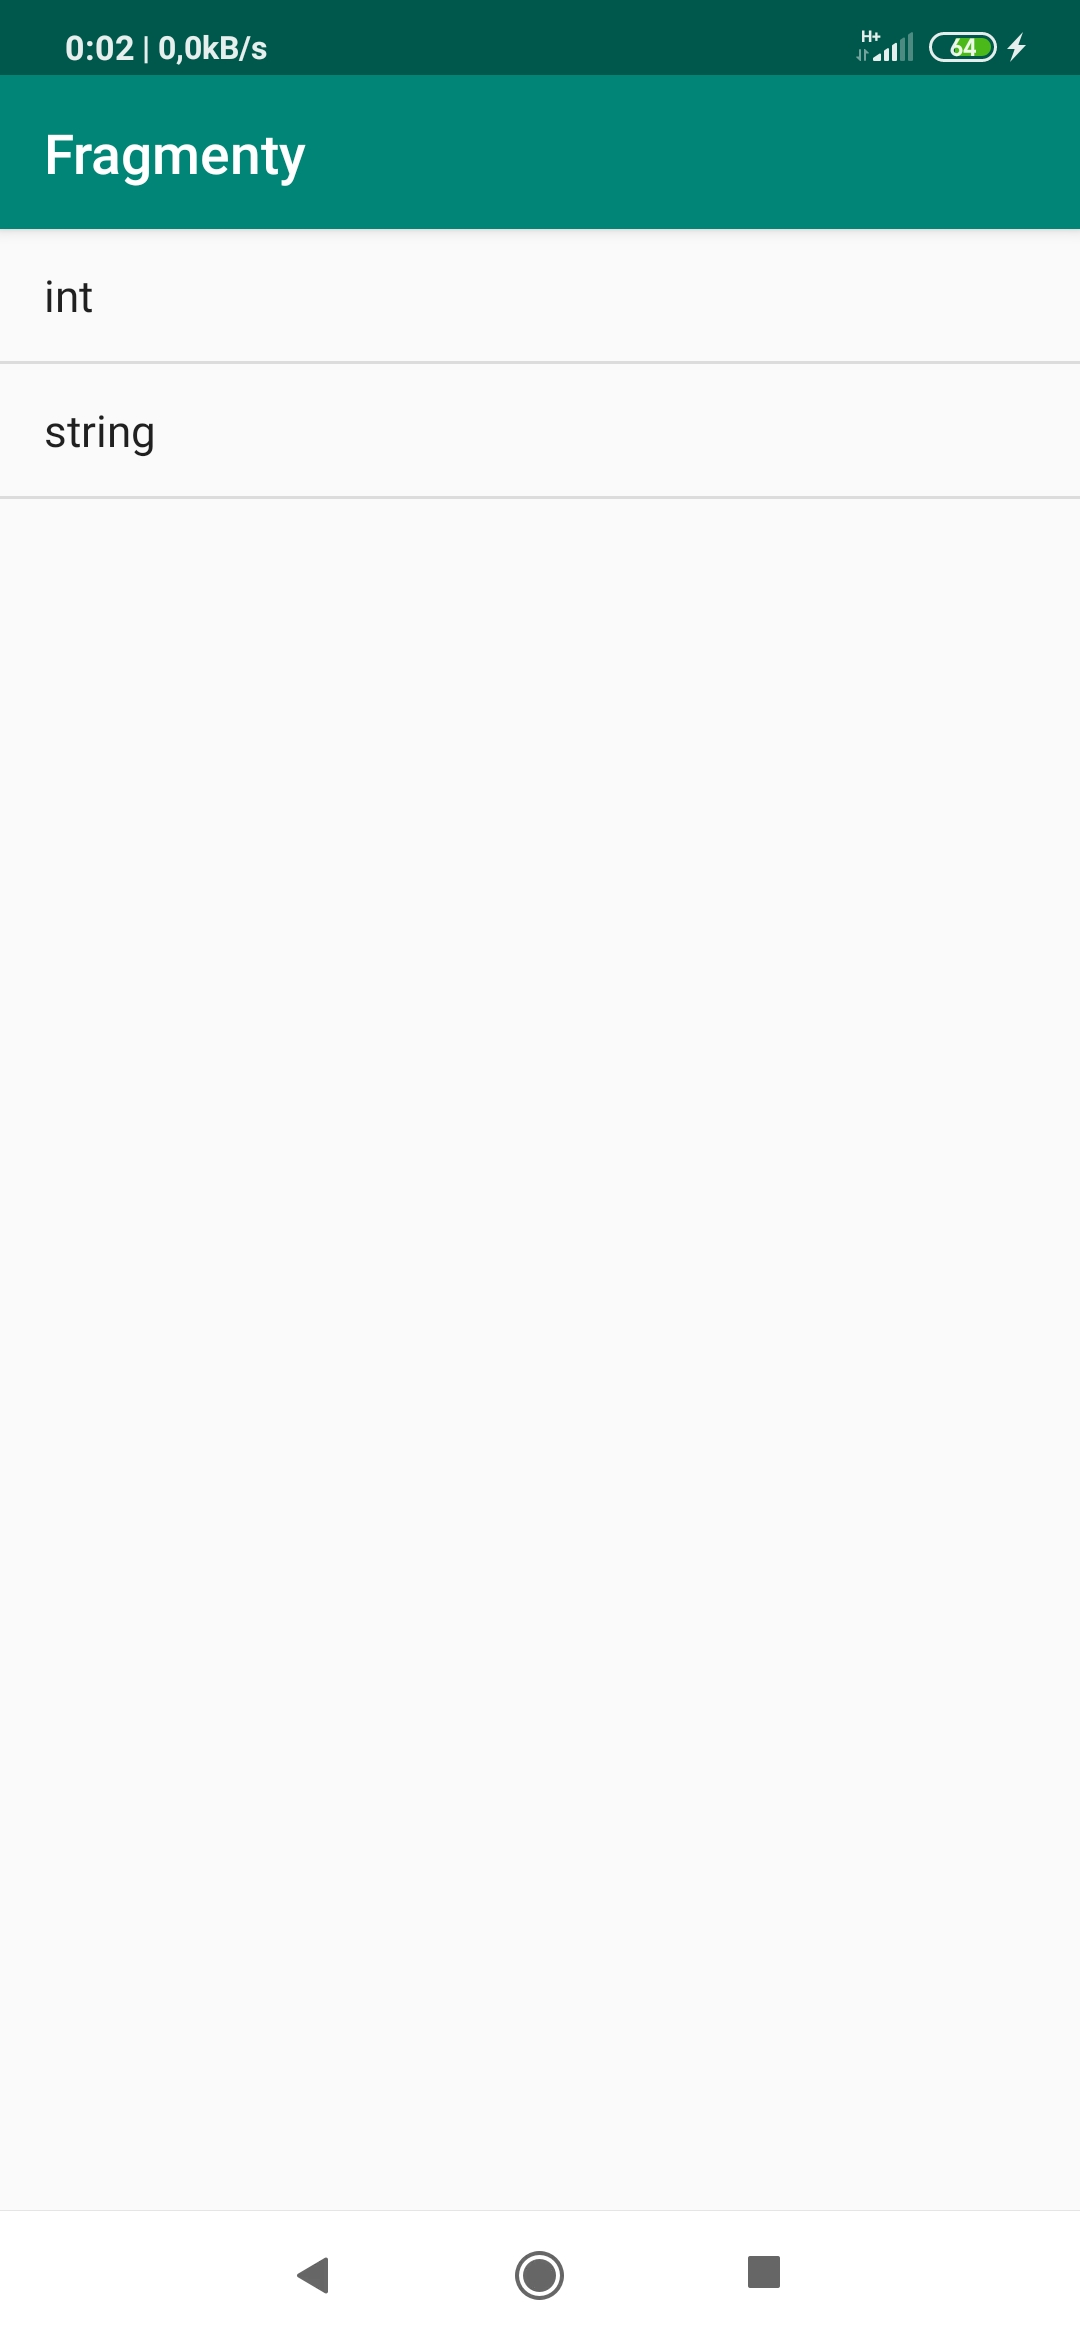 0:02 | 0,0kB/s H+ 64
Fragmenty
int
string